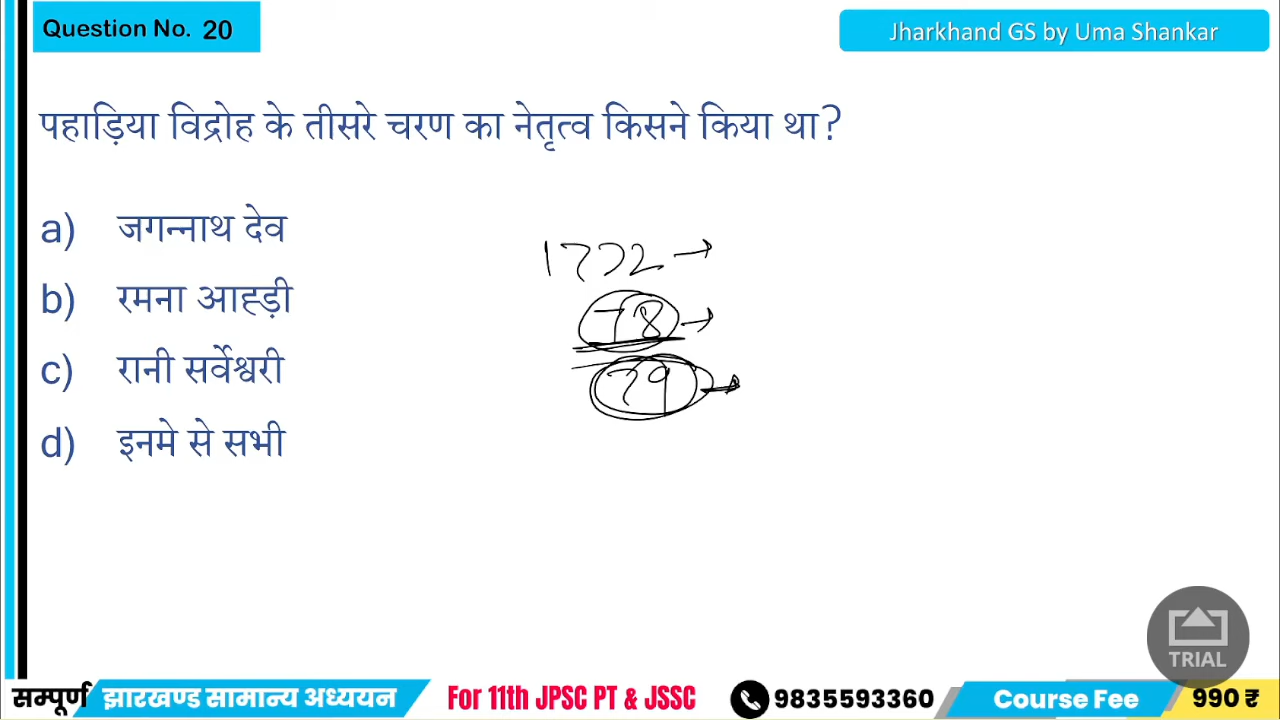 Question No. 20
Jharkhand GS by Uma Shankar
पहाड़िया विद्रोह के तीसरे चरण का नेतृत्व किसने किया था?
a) जगन्नाथ देव
b) रमना आह्ड़ी
c) रानी सर्वेश्वरी
d) इनमे से सभी
1772 →
78 →
79 →
TRIAL
सम्पूर्ण झारखण्ड सामान्य अध्ययन For 11th JPSC PT & JSSC 9835593360 Course Fee 990 ₹